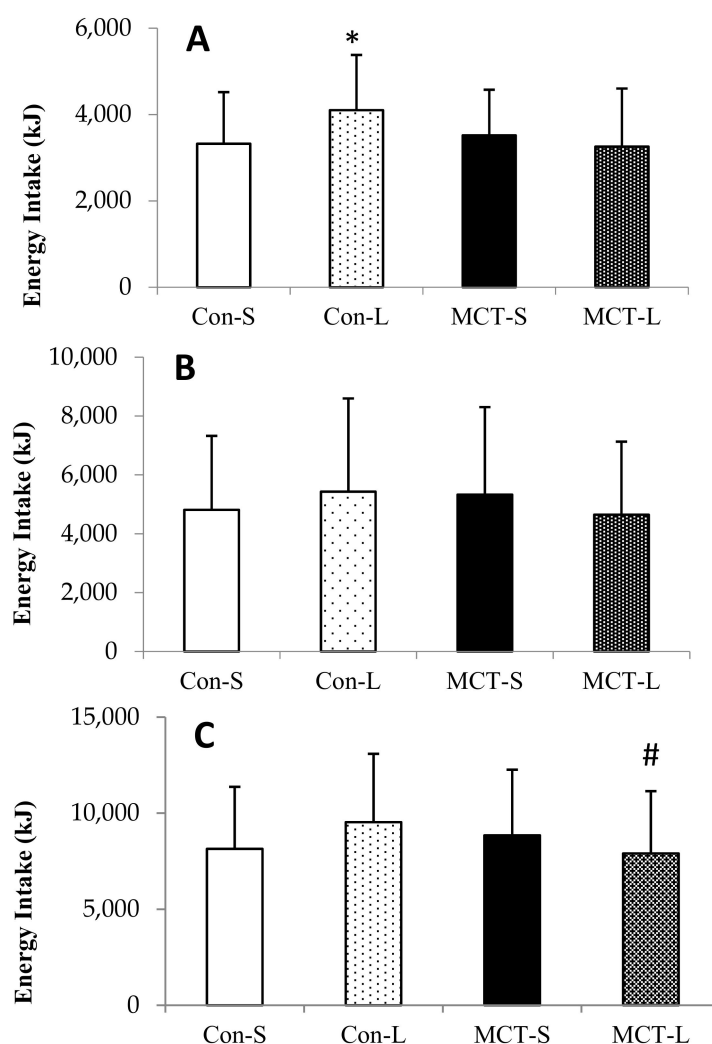 A
*
Energy Intake (kJ)
6,000
4,000
2,000
0
Con-S Con-L MCT-S MCT-L
B
Energy Intake (kJ)
10,000
8,000
6,000
4,000
2,000
0
Con-S Con-L MCT-S MCT-L
C
#
Energy Intake (kJ)
15,000
10,000
5,000
0
Con-S Con-L MCT-S MCT-L